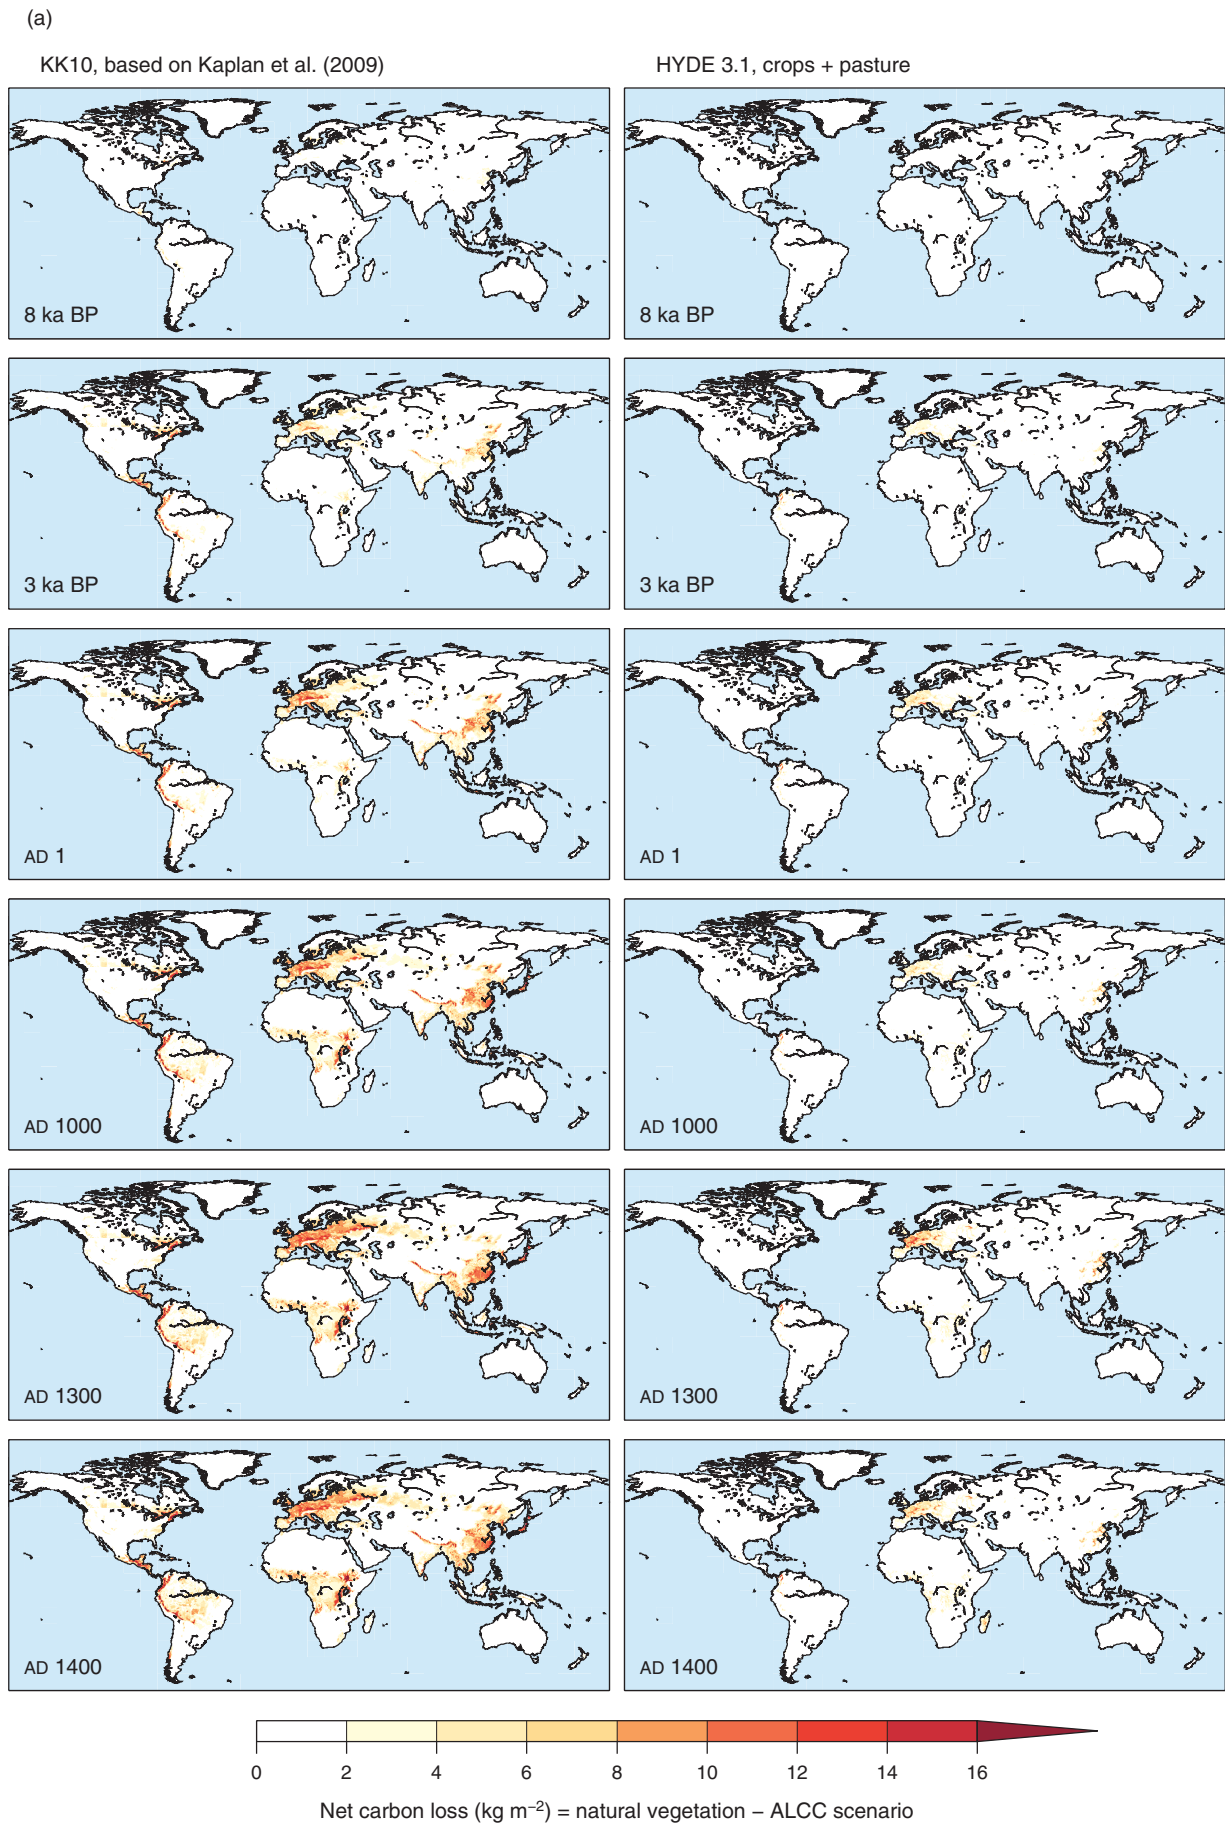 (a)
KK10, based on Kaplan et al. (2009)
HYDE 3.1, crops + pasture
8 ka BP
8 ka BP
3 ka BP
3 ka BP
AD 1
AD 1
AD 1000
AD 1000
AD 1300
AD 1300
AD 1400
AD 1400
0 2 4 6 8 10 12 14 16
Net carbon loss (kg m⁻²) = natural vegetation – ALCC scenario